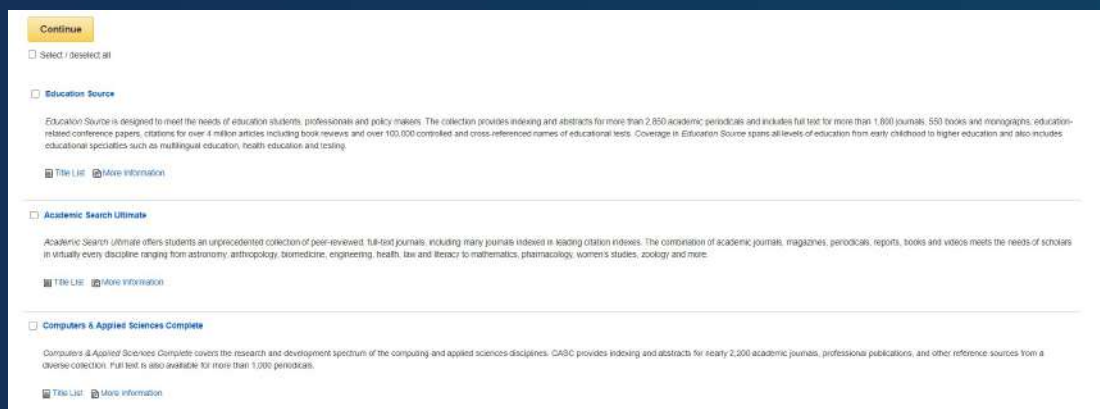 Continue
Select / deselect all
Education Source
Education Source is designed to meet the needs of education students, professionals and policy makers. The collection provides indexing and abstracts for more than 2,850 academic periodicals and includes full text for more than 1,800 journals, 550 books and monographs, education-
related conference papers, citations for over 4 million articles including book reviews and over 100,000 controlled and cross-referenced names of educational tests. Coverage in Education Source spans all levels of education from early childhood to higher education and also includes
educational specialties such as multilingual education, health education and testing.
Title List More Information
Academic Search Ultimate
Academic Search Ultimate offers students an unprecedented collection of peer-reviewed, full-text journals, including many journals indexed in leading citation indexes. The combination of academic journals, magazines, periodicals, reports, books and videos meets the needs of scholars
in virtually every discipline ranging from astronomy, anthropology, biomedicine, engineering, health, law and literacy to mathematics, pharmacology, women's studies, zoology and more.
Title List More Information
Computers & Applied Sciences Complete
Computers & Applied Sciences Complete covers the research and development spectrum of the computing and applied sciences disciplines. CASC provides indexing and abstracts for nearly 2,200 academic journals, professional publications, and other reference sources from a
diverse collection. Full text is also available for more than 1,000 periodicals.
Title List More Information